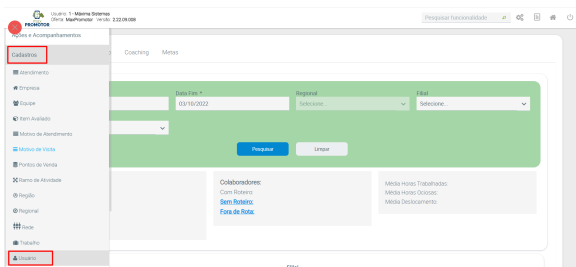 Usuário: 1 - Máxima Sistemas
Oferta: MaxPromotor Versão: 2.22.09.008
PROMOTOR
Pesquisar funcionalidade
Ações e Acompanhamentos
Cadastros
Coaching
Metas
Atendimento
Empresa
Equipe
Item Avaliado
Motivo de Atendimento
Motivo de Visita
Pontos de Venda
Ramo de Atividade
Região
Regional
Rede
Trabalho
Usuário
Data Fim *
Regional
Filial
03/10/2022
Selecione...
Selecione...
Pesquisar
Limpar
Colaboradores:
Com Roteiro:
Sem Roteiro:
Fora de Rota:
Média Horas Trabalhadas:
Média Horas Ociosas:
Média Deslocamento: